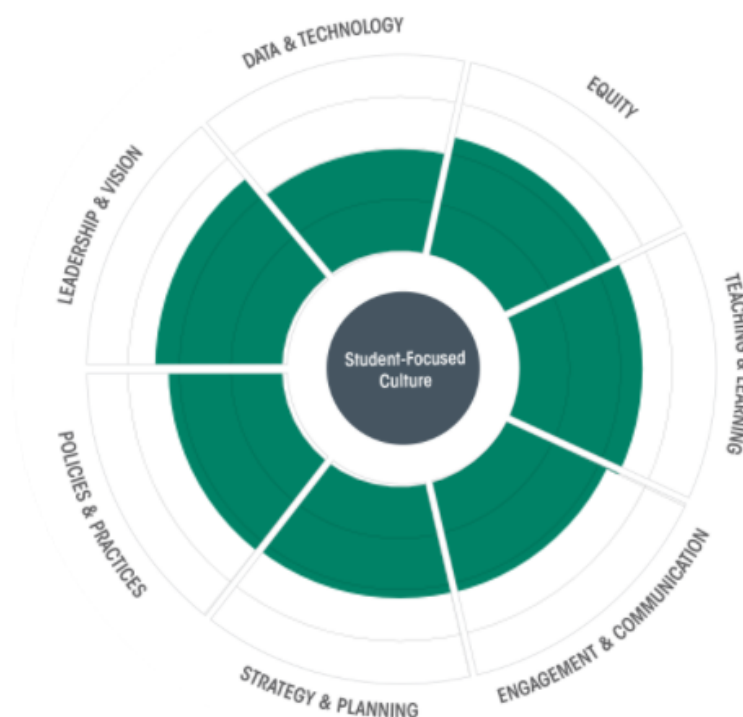 DATA & TECHNOLOGY
EQUITY
TEACHING & LEARNING
ENGAGEMENT & COMMUNICATION
STRATEGY & PLANNING
POLICIES & PRACTICES
LEADERSHIP & VISION
Student-Focused
Culture